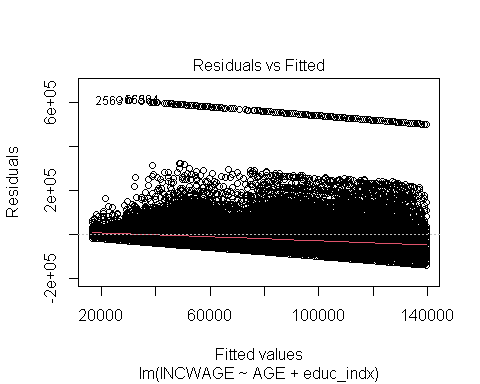 Residuals vs Fitted
6e+05
2e+05
-2e+05
Residuals
20000 60000 100000 140000
Fitted values
lm(INCWAGE ~ AGE + educ_indx)